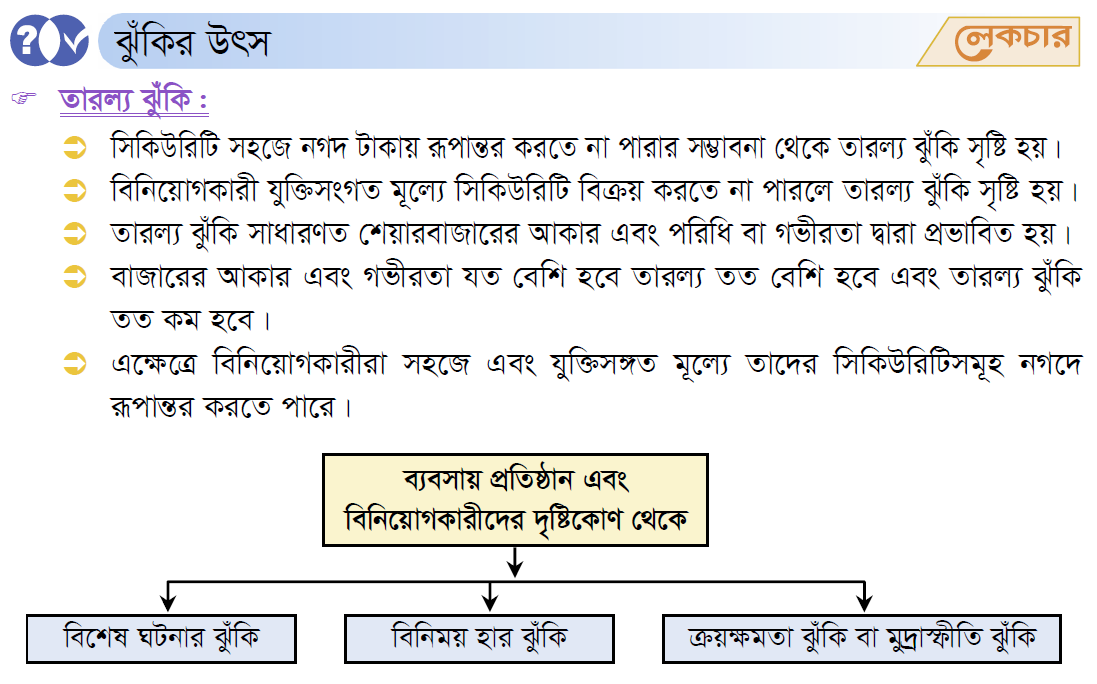 ঝুঁকির উৎস
লেকচার
তারল্য ঝুঁকি :
সিকিউরিটি সহজে নগদ টাকায় রূপান্তর করতে না পারার সম্ভাবনা থেকে তারল্য ঝুঁকি সৃষ্টি হয়।
বিনিয়োগকারী যুক্তিসংগত মূল্যে সিকিউরিটি বিক্রয় করতে না পারলে তারল্য ঝুঁকি সৃষ্টি হয়।
তারল্য ঝুঁকি সাধারণত শেয়ারবাজারের আকার এবং পরিধি বা গভীরতা দ্বারা প্রভাবিত হয়।
বাজারের আকার এবং গভীরতা যত বেশি হবে তারল্য তত বেশি হবে এবং তারল্য ঝুঁকি
তত কম হবে।
এক্ষেত্রে বিনিয়োগকারীরা সহজে এবং যুক্তিসঙ্গত মূল্যে তাদের সিকিউরিটিসমূহ নগদে
রূপান্তর করতে পারে।
ব্যবসায় প্রতিষ্ঠান এবং
বিনিয়োগকারীদের দৃষ্টিকোণ থেকে
বিশেষ ঘটনার ঝুঁকি
বিনিময় হার ঝুঁকি
ক্রয়ক্ষমতা ঝুঁকি বা মুদ্রাস্ফীতি ঝুঁকি